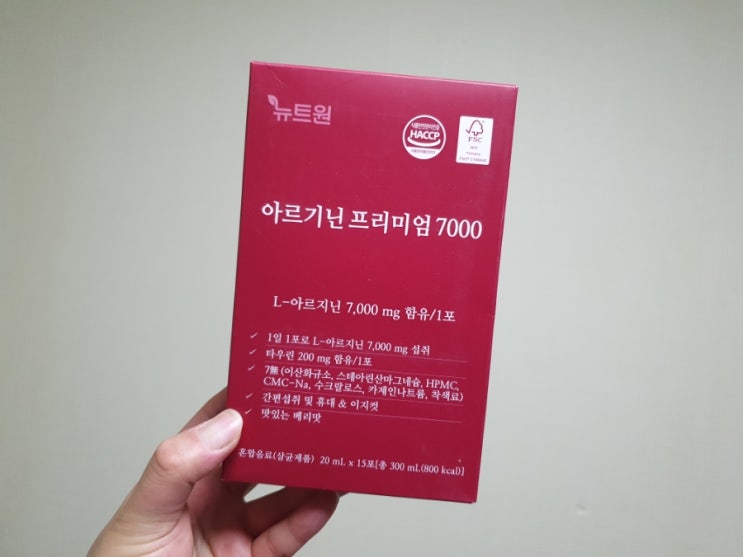 뉴트원
HACCP
FSC
아르기닌 프리미엄 7000
L-아르지닌 7,000 mg 함유/1포
✓ 1일 1포로 L-아르지닌 7,000 mg 섭취
✓ 타우린 200 mg 함유/1포
✓ 7無 (이산화규소, 스테아린산마그네슘, HPMC,
CMC-Na, 수크랄로스, 카제인나트륨, 착색료)
✓ 간편섭취 및 휴대 & 이지컷
✓ 맛있는 베리맛
혼합음료(살균제품) 20 mL x 15포[총 300 mL(800 kcal)]